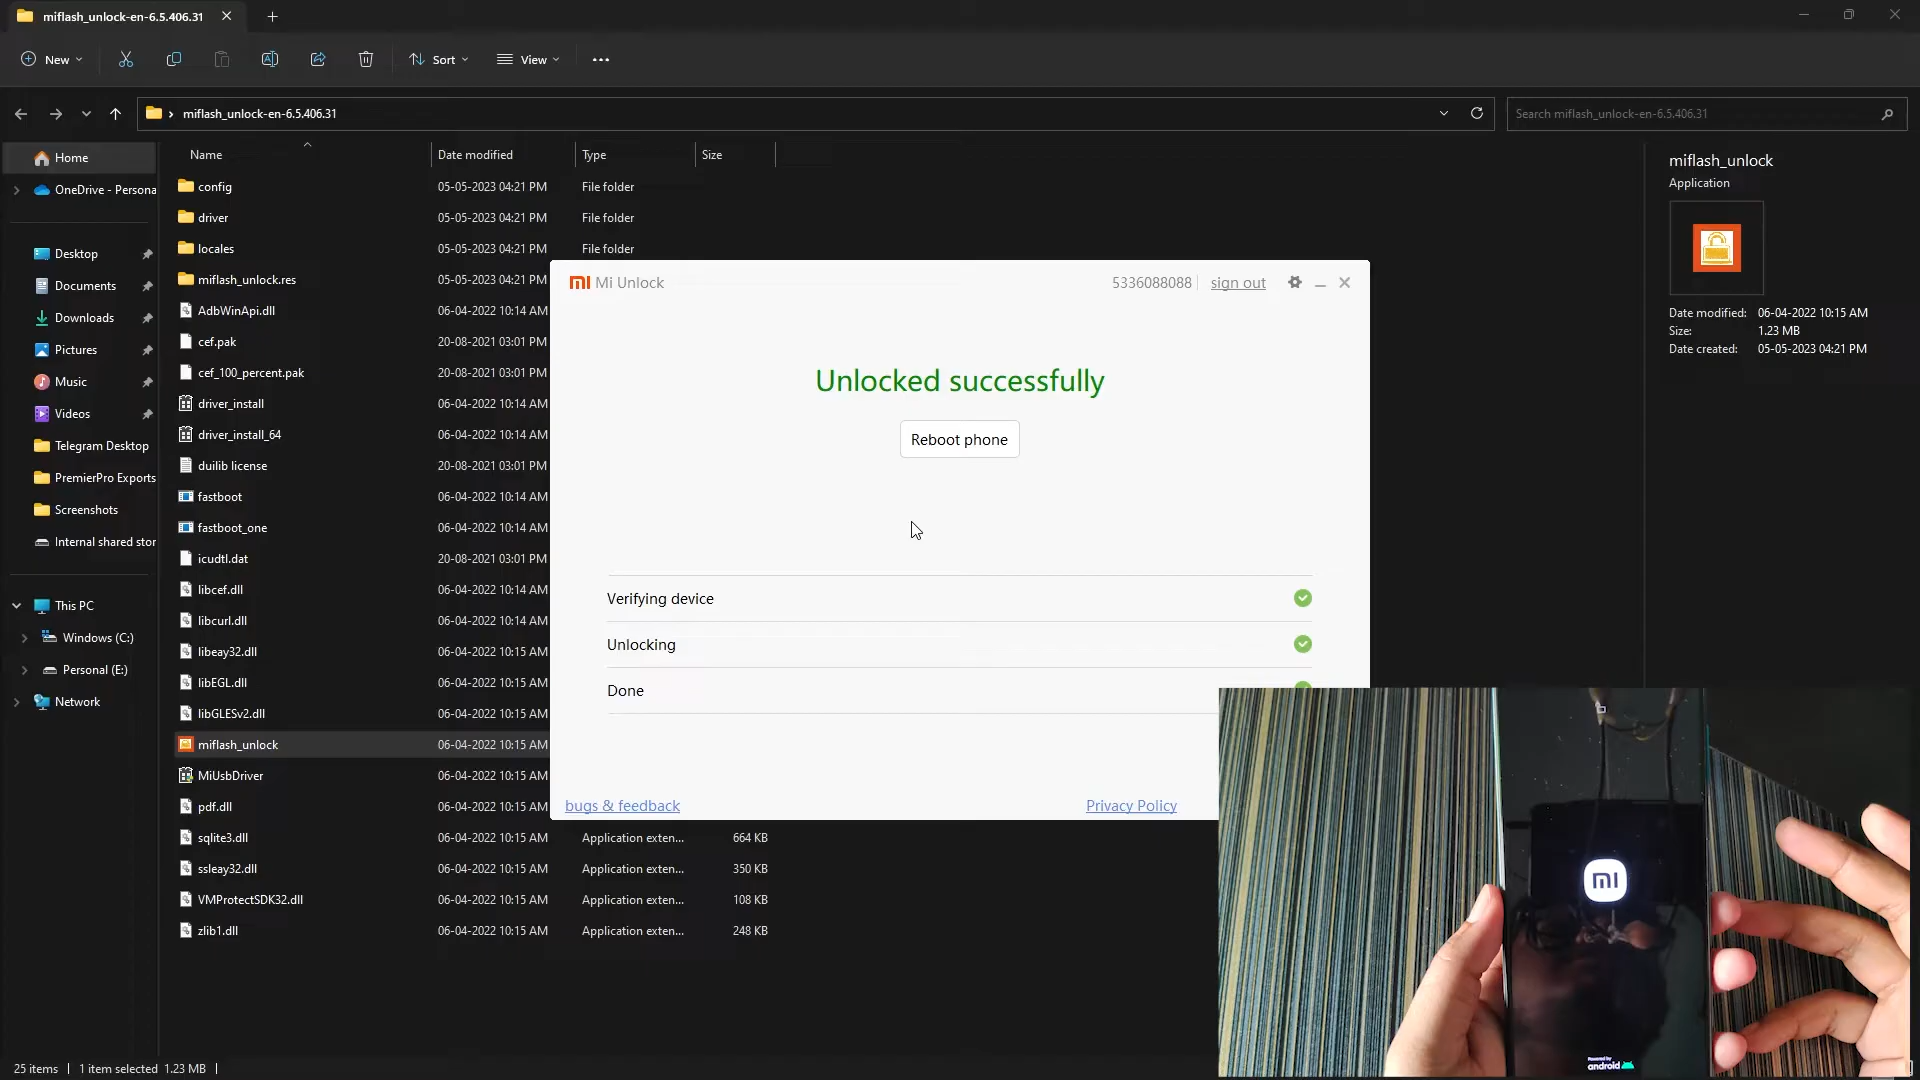 miflash_unlock-en-6.5.406.31
New
Sort
View
miflash_unlock-en-6.5.406.31
Search miflash_unlock-en-6.5.406.31
Home
OneDrive - Persona
Desktop
Documents
Downloads
Pictures
Music
Videos
Telegram Desktop
PremierPro Exports
Screenshots
Internal shared stor
This PC
Windows (C:)
Personal (E:)
Network
Name Date modified Type Size
config 05-05-2023 04:21 PM File folder
driver 05-05-2023 04:21 PM File folder
locales 05-05-2023 04:21 PM File folder
miflash_unlock.res 05-05-2023 04:21 PM
AdbWinApi.dll 06-04-2022 10:14 AM
cef.pak 20-08-2021 03:01 PM
cef_100_percent.pak 20-08-2021 03:01 PM
driver_install 06-04-2022 10:14 AM
driver_install_64 06-04-2022 10:14 AM
duilib license 20-08-2021 03:01 PM
fastboot 06-04-2022 10:14 AM
fastboot_one 06-04-2022 10:14 AM
icudtl.dat 20-08-2021 03:01 PM
libcef.dll 06-04-2022 10:14 AM
libcurl.dll 06-04-2022 10:14 AM
libeay32.dll 06-04-2022 10:15 AM
libEGL.dll 06-04-2022 10:15 AM
libGLESv2.dll 06-04-2022 10:15 AM
miflash_unlock 06-04-2022 10:15 AM
MiUsbDriver 06-04-2022 10:15 AM
pdf.dll 06-04-2022 10:15 AM
sqlite3.dll 06-04-2022 10:15 AM Application exten... 664 KB
ssleay32.dll 06-04-2022 10:15 AM Application exten... 350 KB
VMProtectSDK32.dll 06-04-2022 10:15 AM Application exten... 108 KB
zlib1.dll 06-04-2022 10:15 AM Application exten... 248 KB
mi Mi Unlock
5336088088 sign out
Unlocked successfully
Reboot phone
Verifying device
Unlocking
Done
bugs & feedback
Privacy Policy
miflash_unlock
Application
Date modified: 06-04-2022 10:15 AM
Size: 1.23 MB
Date created: 05-05-2023 04:21 PM
mi
Powered by
android
25 items 1 item selected 1.23 MB